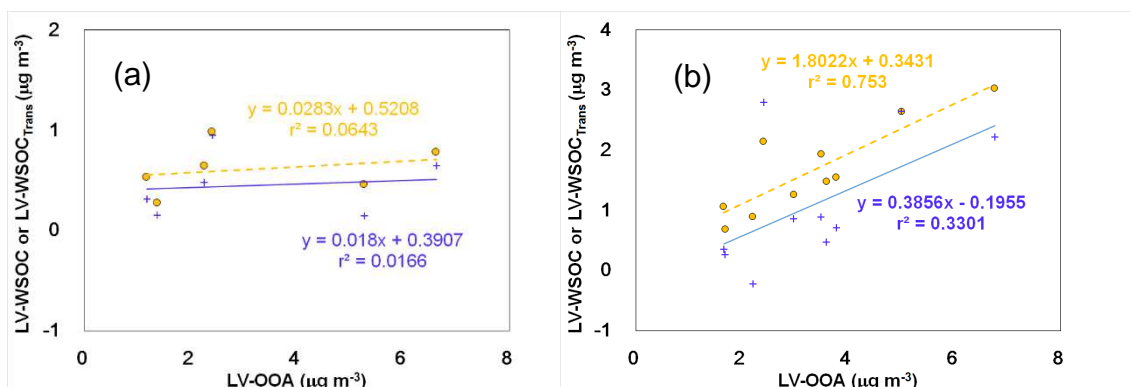 (a)
LV-WSOC or LV-WSOC_Trans (µg m⁻³)
2
1
0
-1
y = 0.0283x + 0.5208
r² = 0.0643
y = 0.018x + 0.3907
r² = 0.0166
0 2 4 6 8
LV-OOA (µg m⁻³)
(b)
LV-WSOC or LV-WSOC_Trans (µg m⁻³)
4
3
2
1
0
-1
y = 1.8022x + 0.3431
r² = 0.753
y = 0.3856x - 0.1955
r² = 0.3301
0 2 4 6 8
LV-OOA (µg m⁻³)